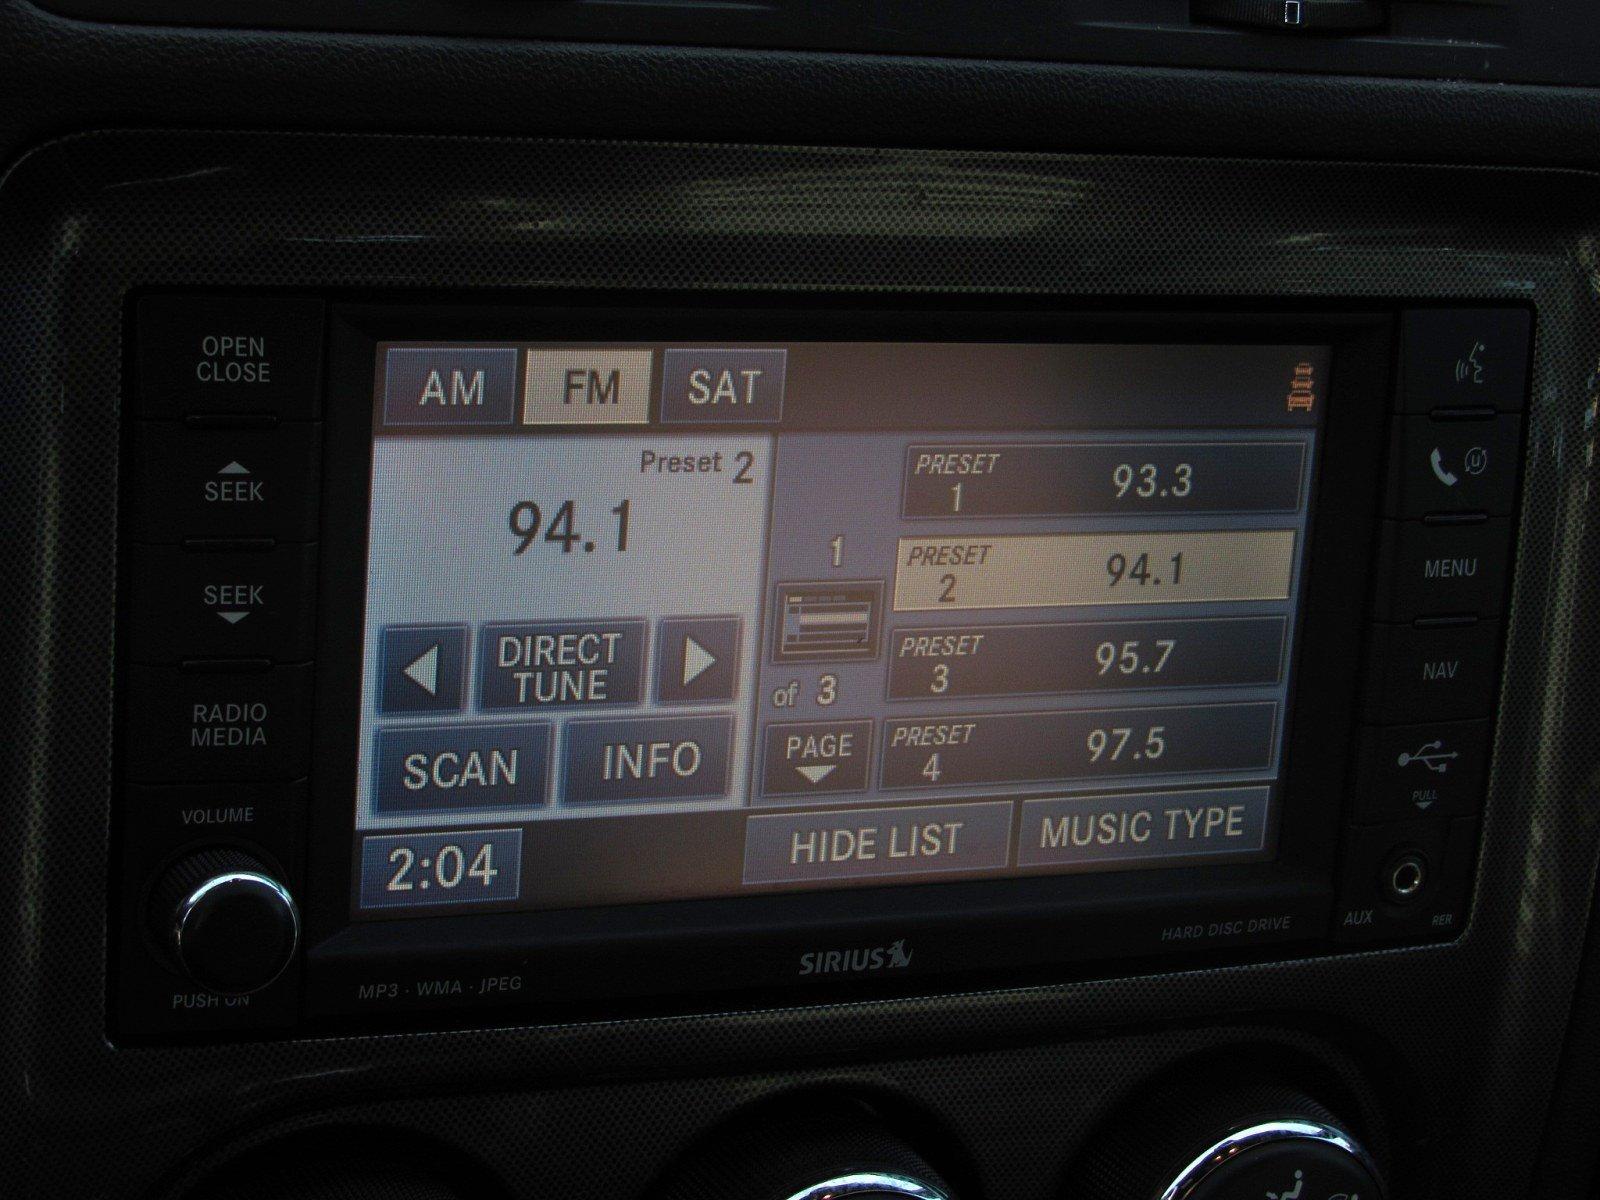 OPEN
CLOSE
SEEK
SEEK
RADIO
MEDIA
VOLUME
PUSH ON
AM FM SAT
Preset 2
94.1
DIRECT
TUNE
SCAN INFO
2:04
1
of 3
PAGE
PRESET
1 93.3
PRESET
2 94.1
PRESET
3 95.7
PRESET
4 97.5
HIDE LIST MUSIC TYPE
MP3 · WMA · JPEG
SIRIUS
HARD DISC DRIVE
MENU
NAV
PULL
AUX RER